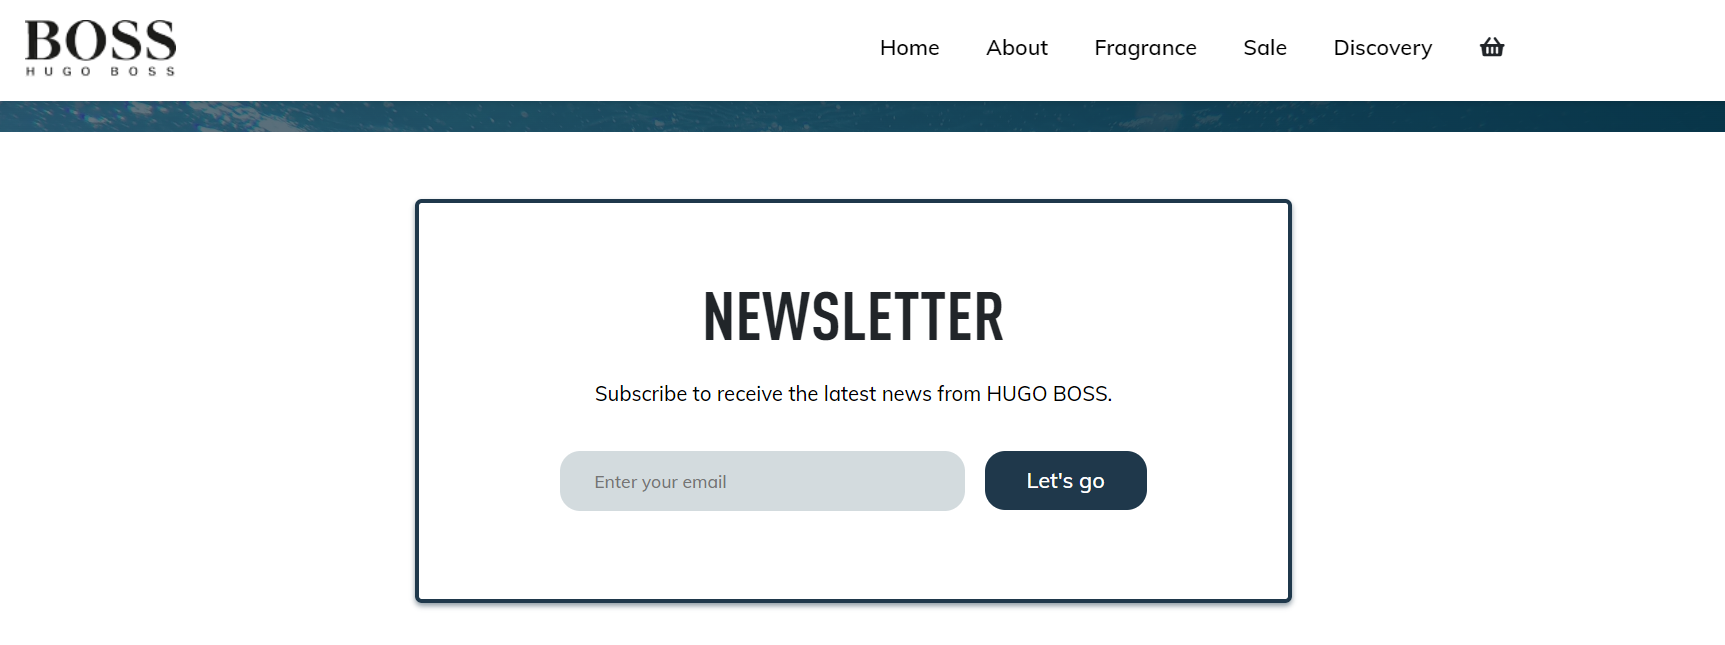 BOSS
HUGO BOSS
Home About Fragrance Sale Discovery
NEWSLETTER
Subscribe to receive the latest news from HUGO BOSS.
Enter your email Let's go